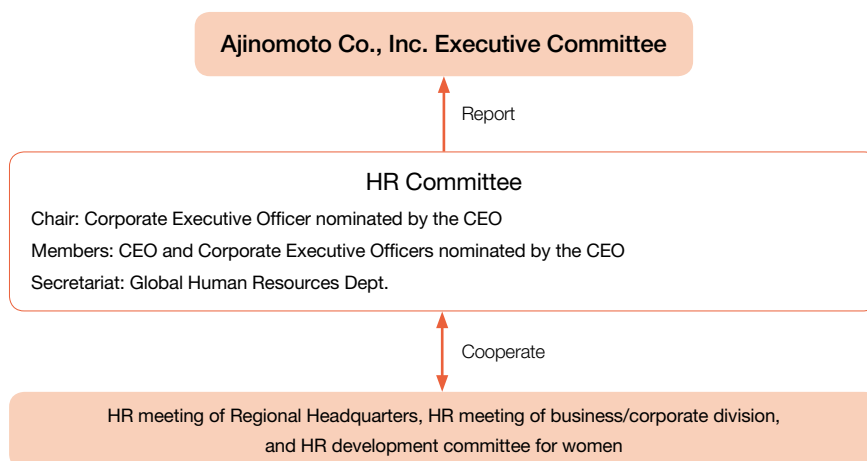 Ajinomoto Co., Inc. Executive Committee
Report
HR Committee
Chair: Corporate Executive Officer nominated by the CEO
Members: CEO and Corporate Executive Officers nominated by the CEO
Secretariat: Global Human Resources Dept.
Cooperate
HR meeting of Regional Headquarters, HR meeting of business/corporate division,
and HR development committee for women